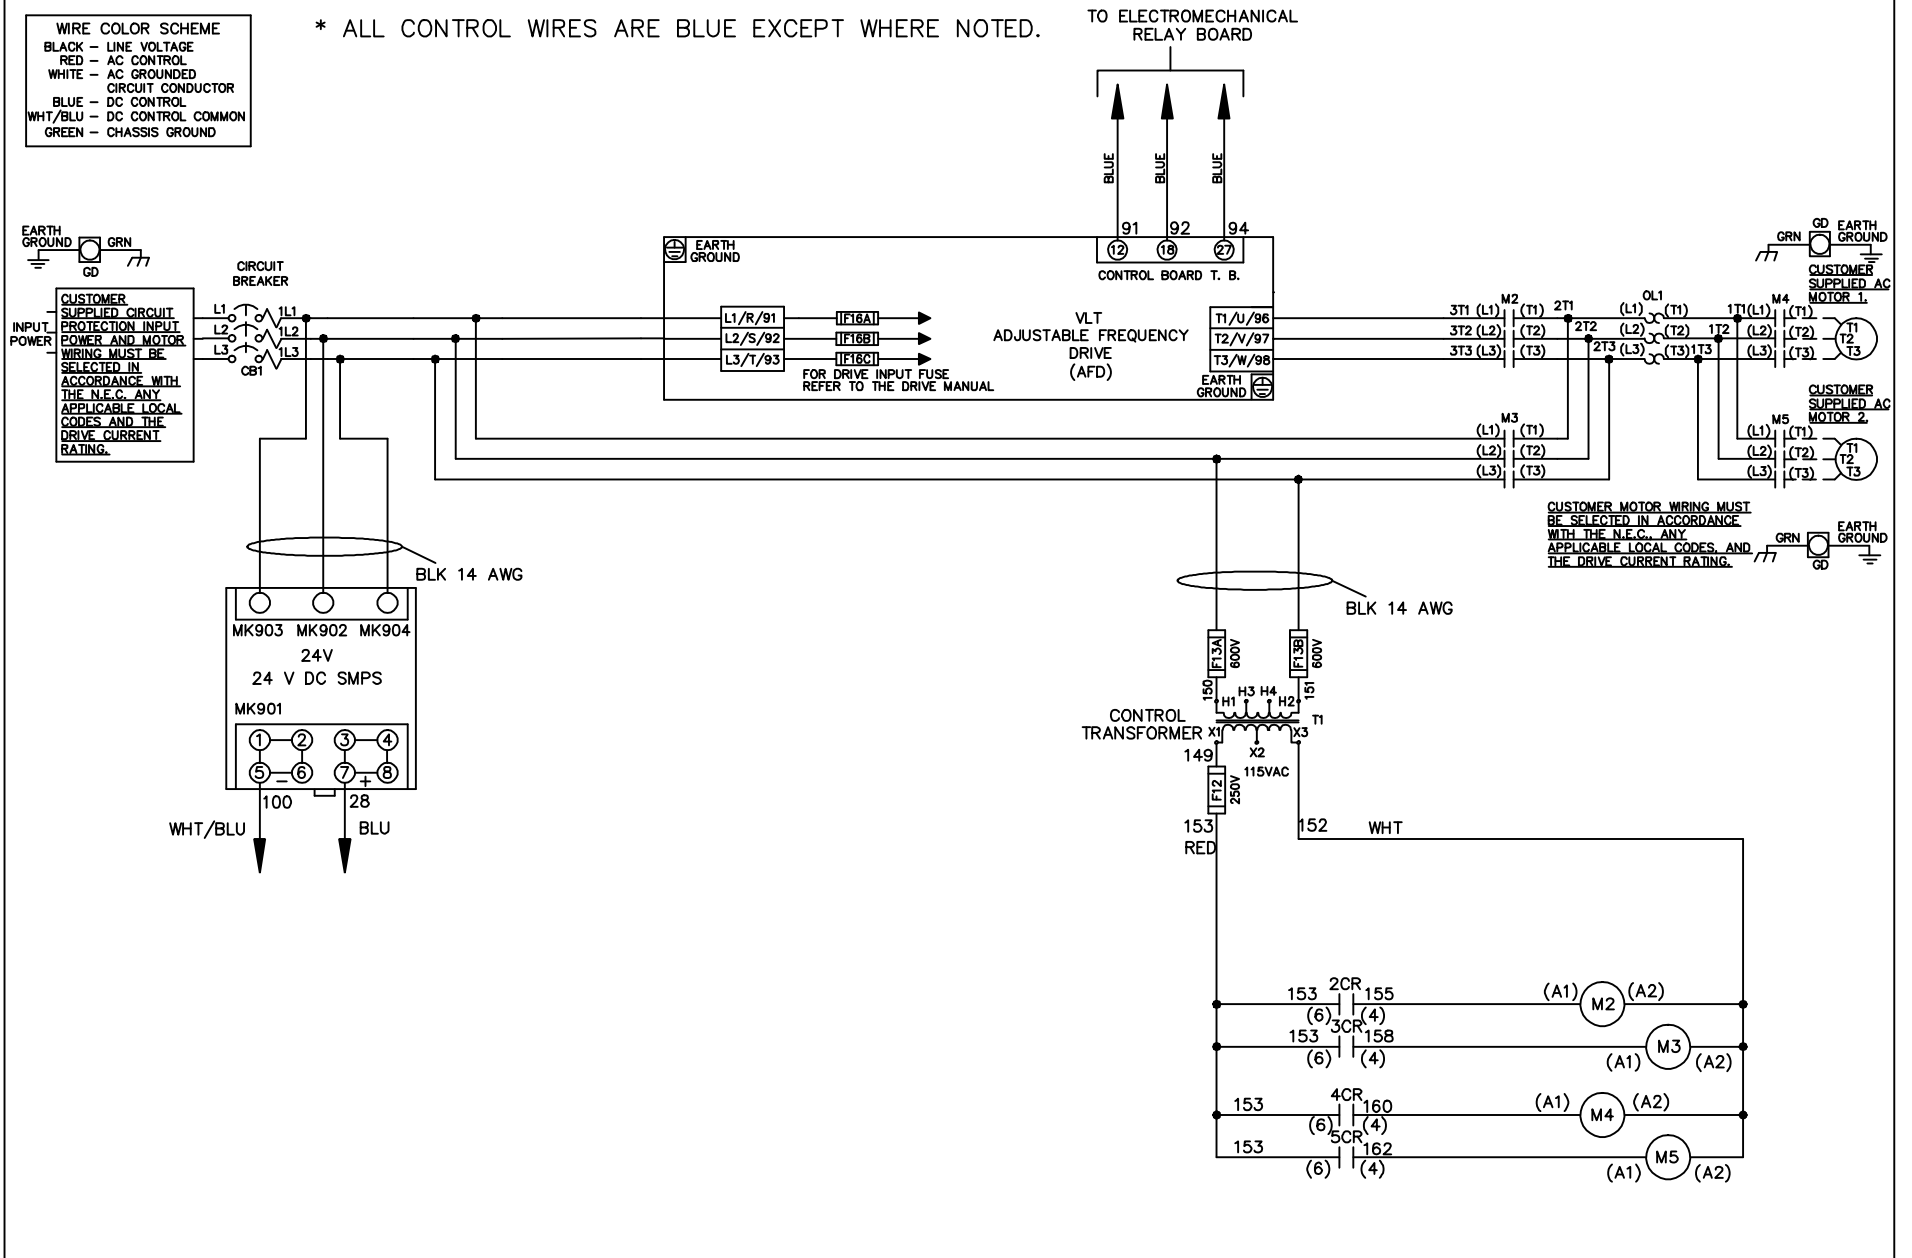 WIRE COLOR SCHEME
BLACK – LINE VOLTAGE
RED – AC CONTROL
WHITE – AC GROUNDED
CIRCUIT CONDUCTOR
BLUE – DC CONTROL
WHT/BLU – DC CONTROL COMMON
GREEN – CHASSIS GROUND
* ALL CONTROL WIRES ARE BLUE EXCEPT WHERE NOTED.
TO ELECTROMECHANICAL
RELAY BOARD
BLUE
BLUE
BLUE
91 92 94
12 18 27
CONTROL BOARD T. B.
EARTH
GROUND
GRN
GD
CIRCUIT
BREAKER
INPUT
POWER
CUSTOMER
SUPPLIED CIRCUIT
PROTECTION INPUT
POWER AND MOTOR
WIRING MUST BE
SELECTED IN
ACCORDANCE WITH
THE N.E.C. ANY
APPLICABLE LOCAL
CODES AND THE
DRIVE CURRENT
RATING.
L1 1L1
L2 1L2
L3 1L3
CB1
EARTH
GROUND
L1/R/91 F16A
L2/S/92 F16B
L3/T/93 F16C
FOR DRIVE INPUT FUSE
REFER TO THE DRIVE MANUAL
VLT
ADJUSTABLE FREQUENCY
DRIVE
(AFD)
T1/U/96
T2/V/97
T3/W/98
EARTH
GROUND
M2
3T1 (L1) (T1) 2T1
3T2 (L2) (T2) 2T2
3T3 (L3) (T3) 2T3
OL1
(L1) (T1) 1T1
(L2) (T2) 1T2
(L3) (T3) 1T3
M4
(L1) (T1)
(L2) (T2)
(L3) (T3)
T1
T2
T3
GD
GRN
EARTH
GROUND
CUSTOMER
SUPPLIED AC
MOTOR 1.
M3
(L1) (T1)
(L2) (T2)
(L3) (T3)
CUSTOMER
SUPPLIED AC
MOTOR 2.
M5
(L1) (T1)
(L2) (T2)
(L3) (T3)
T1
T2
T3
CUSTOMER MOTOR WIRING MUST
BE SELECTED IN ACCORDANCE
WITH THE N.E.C., ANY
APPLICABLE LOCAL CODES, AND
THE DRIVE CURRENT RATING.
GRN
EARTH
GROUND
GD
BLK 14 AWG
MK903 MK902 MK904
24V
24 V DC SMPS
MK901
1 2 3 4
5 – 6 7 + 8
100 28
WHT/BLU BLU
BLK 14 AWG
F13A 600V
F13B 600V
150 151
H1 H3 H4 H2
T1
CONTROL
TRANSFORMER
X1 X3
X2
149
115VAC
F12 250V
153
RED
152 WHT
2CR
153 155
(6) (4)
(A1) M2 (A2)
3CR
153 158
(6) (4)
(A1) M3 (A2)
4CR
153 160
(6) (4)
(A1) M4 (A2)
5CR
153 162
(6) (4)
(A1) M5 (A2)